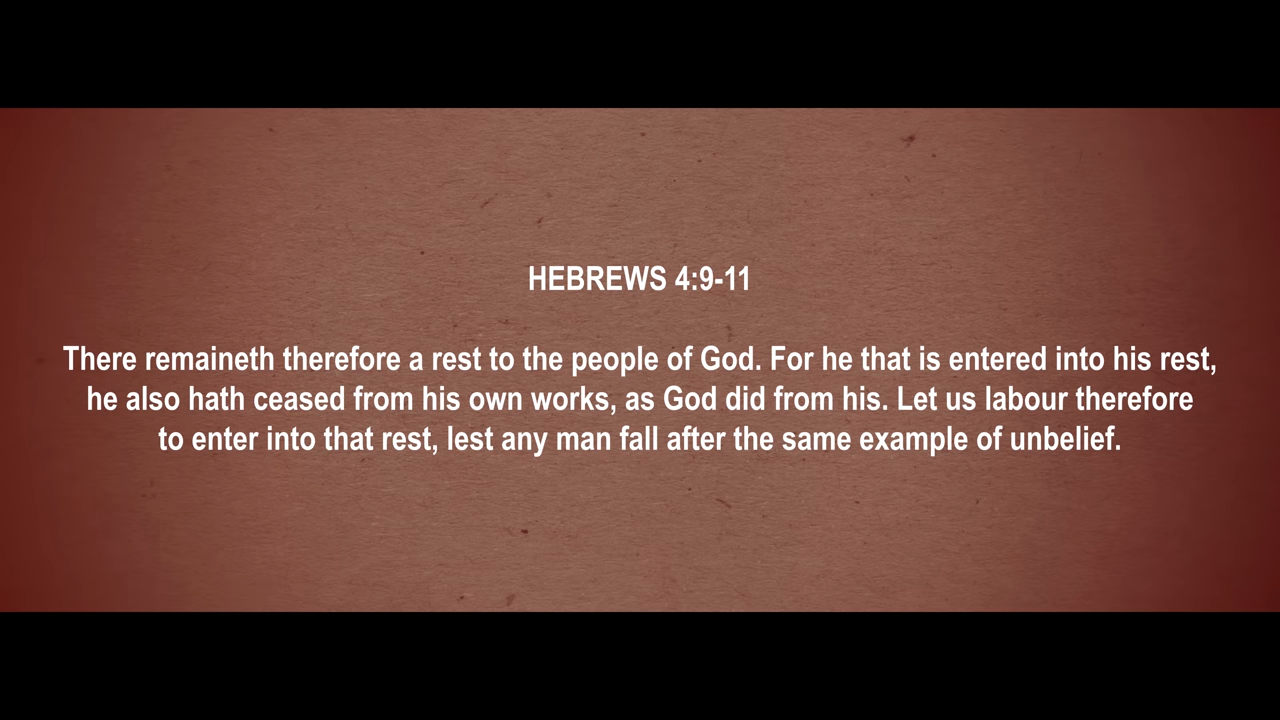 HEBREWS 4:9-11
There remaineth therefore a rest to the people of God. For he that is entered into his rest,
he also hath ceased from his own works, as God did from his. Let us labour therefore
to enter into that rest, lest any man fall after the same example of unbelief.